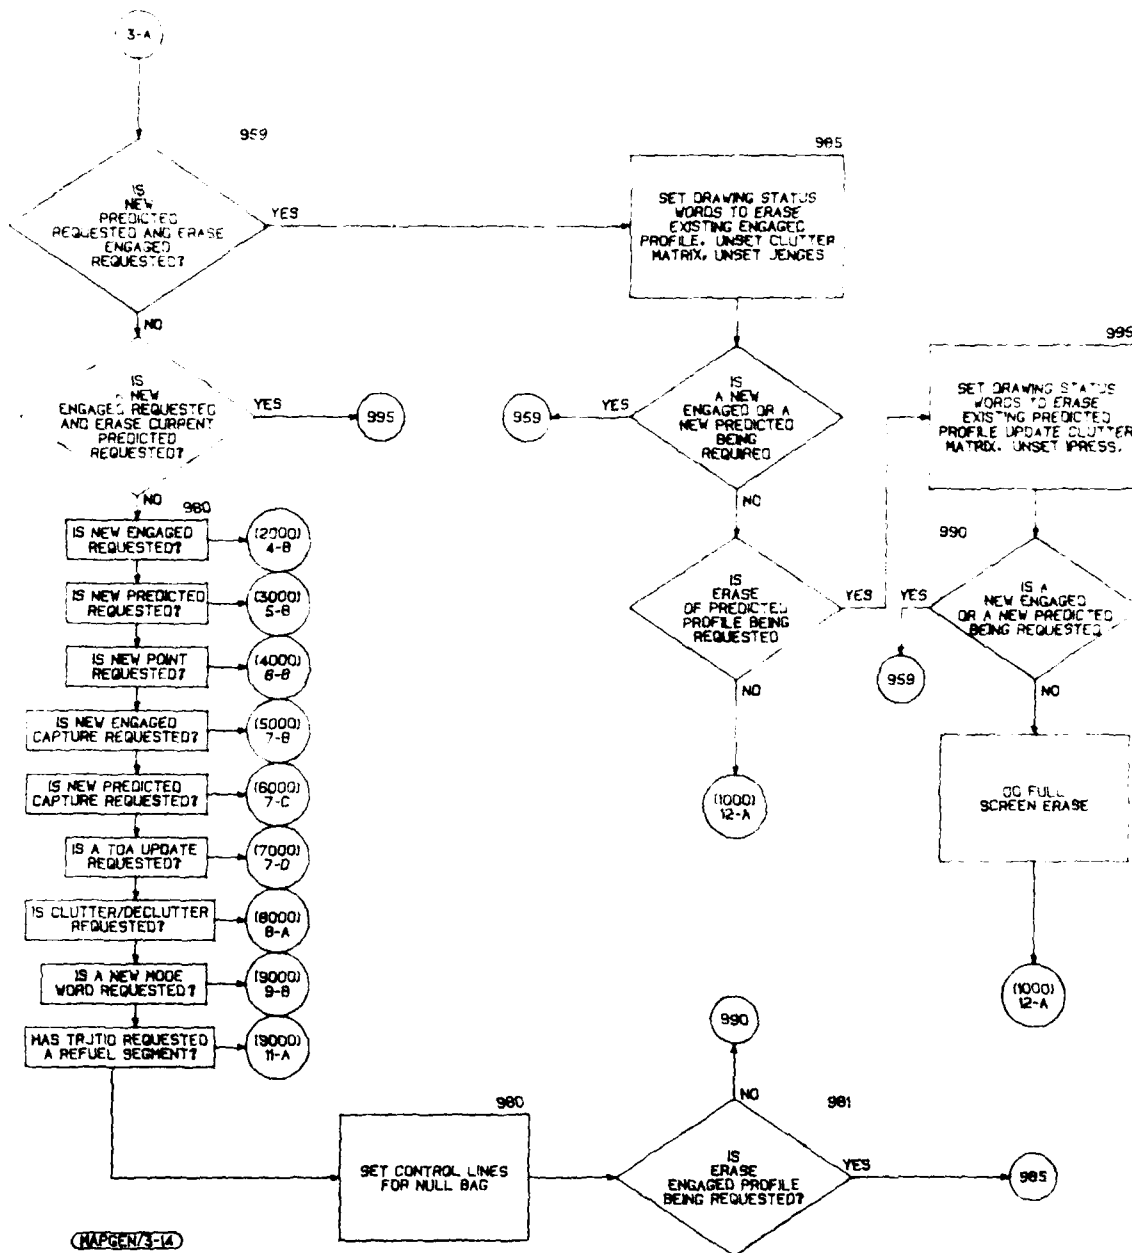 3-A
959
IS
NEW
PREDICTED
REQUESTED AND ERASE
ENGAGED
REQUESTED?
YES
NO
985
SET DRAWING STATUS
WORDS TO ERASE
EXISTING ENGAGED
PROFILE. UNSET CLUTTER
MATRIX, UNSET JENGES
IS
NEW
ENGAGED REQUESTED
AND ERASE CURRENT
PREDICTED
REQUESTED?
YES
995
NO
IS
A NEW
ENGAGED OR A
NEW PREDICTED
BEING
REQUIRED
YES
959
NO
995
SET DRAWING STATUS
WORDS TO ERASE
EXISTING PREDICTED
PROFILE UPDATE CLUTTER
MATRIX. UNSET IPRESS.
IS
ERASE
OF PREDICTED
PROFILE BEING
REQUESTED
YES
NO
(1000)
12-A
990
IS A
NEW ENGAGED
OR A NEW PREDICTED
BEING REQUESTED
YES
959
NO
DO FULL
SCREEN ERASE
(1000)
12-A
980
IS NEW ENGAGED
REQUESTED?
(2000)
4-B
IS NEW PREDICTED
REQUESTED?
(3000)
5-B
IS NEW POINT
REQUESTED?
(4000)
6-B
IS NEW ENGAGED
CAPTURE REQUESTED?
(5000)
7-B
IS NEW PREDICTED
CAPTURE REQUESTED?
(6000)
7-C
IS A TOA UPDATE
REQUESTED?
(7000)
7-D
IS CLUTTER/DECLUTTER
REQUESTED?
(8000)
8-A
IS A NEW MODE
WORD REQUESTED?
(9000)
9-B
HAS TRJTIO REQUESTED
A REFUEL SEGMENT?
(9000)
11-A
980
SET CONTROL LINES
FOR NULL BAG
981
IS
ERASE
ENGAGED PROFILE
BEING REQUESTED?
NO
990
YES
985
MAPGEN/3-14